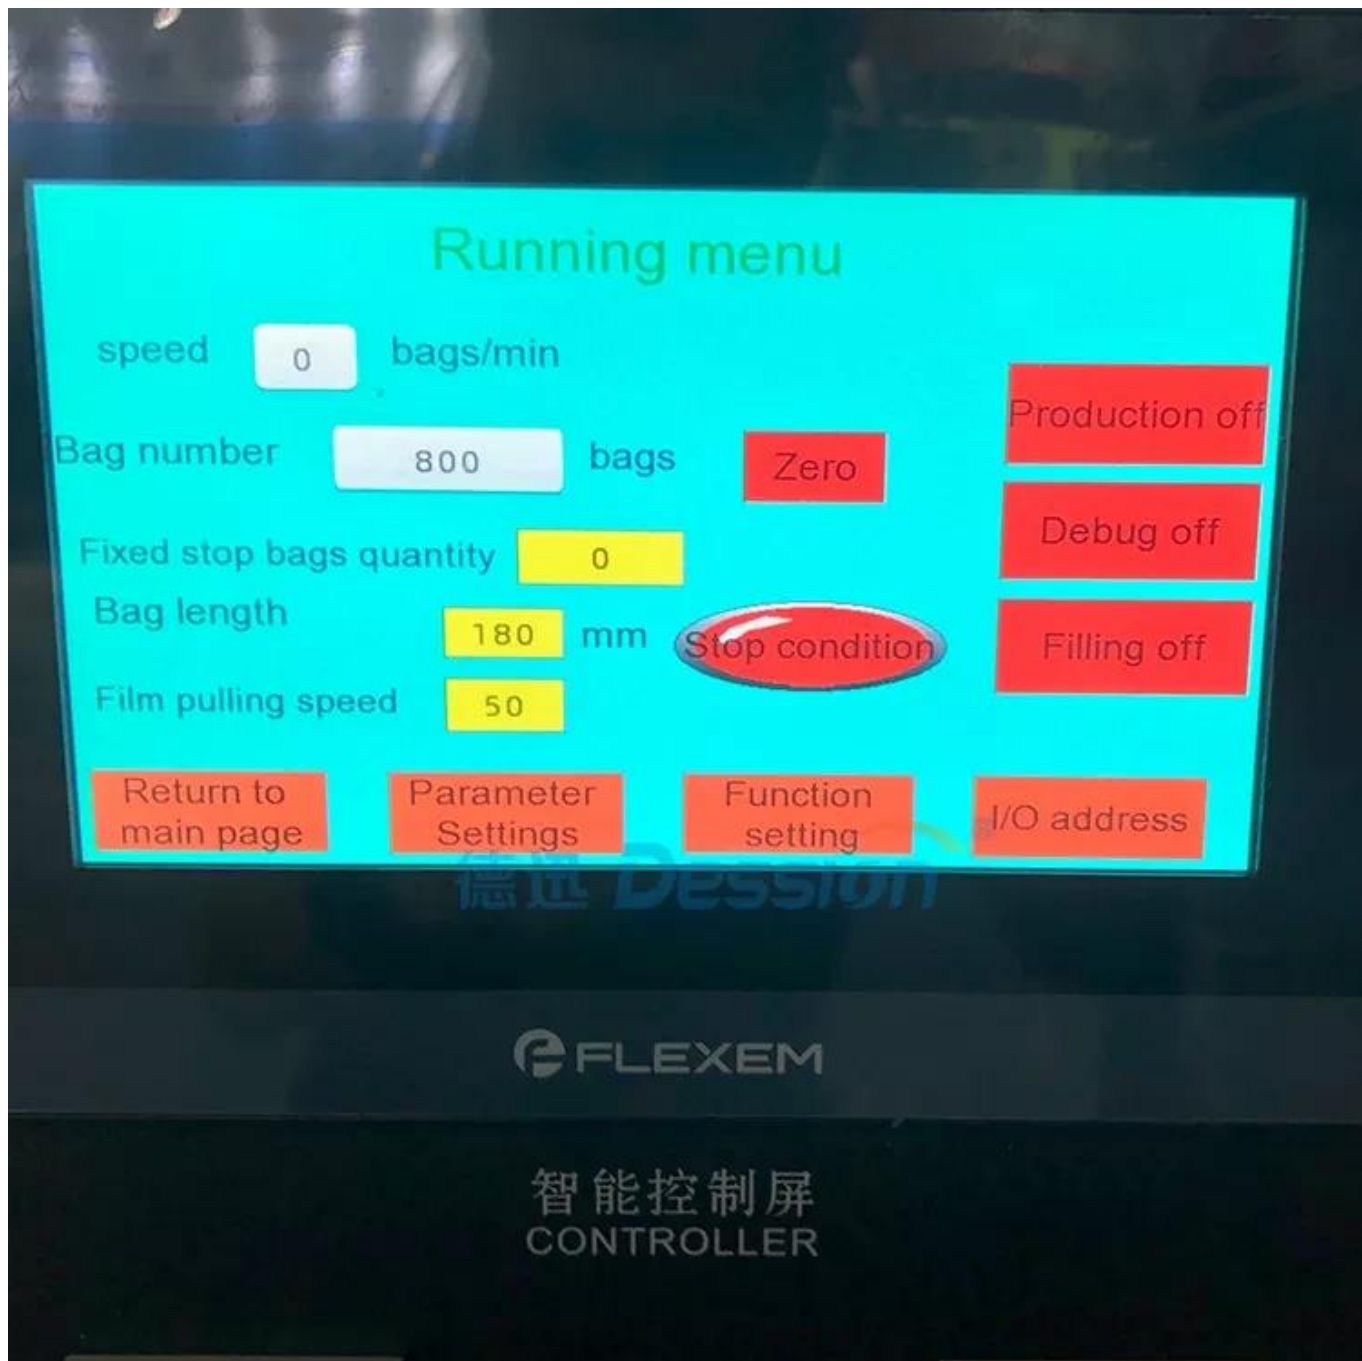 Running menu
speed 0 bags/min
Production off
Bag number 800 bags Zero
Debug off
Fixed stop bags quantity 0
Bag length 180 mm Stop condition Filling off
Film pulling speed 50
Return to
main page
Parameter
Settings
Function
setting
I/O address
德迅 Dession
FLEXEM
智能控制屏
CONTROLLER